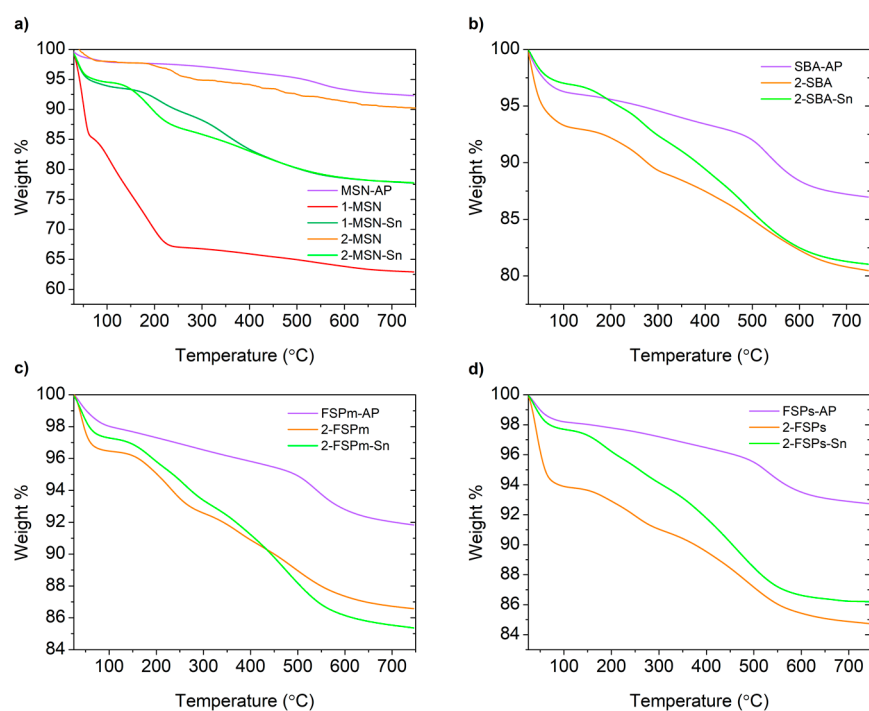 a)
100
95
90
85
80
75
70
65
60
Weight %
MSN-AP
1-MSN
1-MSN-Sn
2-MSN
2-MSN-Sn
100 200 300 400 500 600 700
Temperature (°C)
b)
100
95
90
85
80
Weight %
SBA-AP
2-SBA
2-SBA-Sn
100 200 300 400 500 600 700
Temperature (°C)
c)
100
98
96
94
92
90
88
86
84
Weight %
FSPm-AP
2-FSPm
2-FSPm-Sn
100 200 300 400 500 600 700
Temperature (°C)
d)
100
98
96
94
92
90
88
86
84
Weight %
FSPs-AP
2-FSPs
2-FSPs-Sn
100 200 300 400 500 600 700
Temperature (°C)